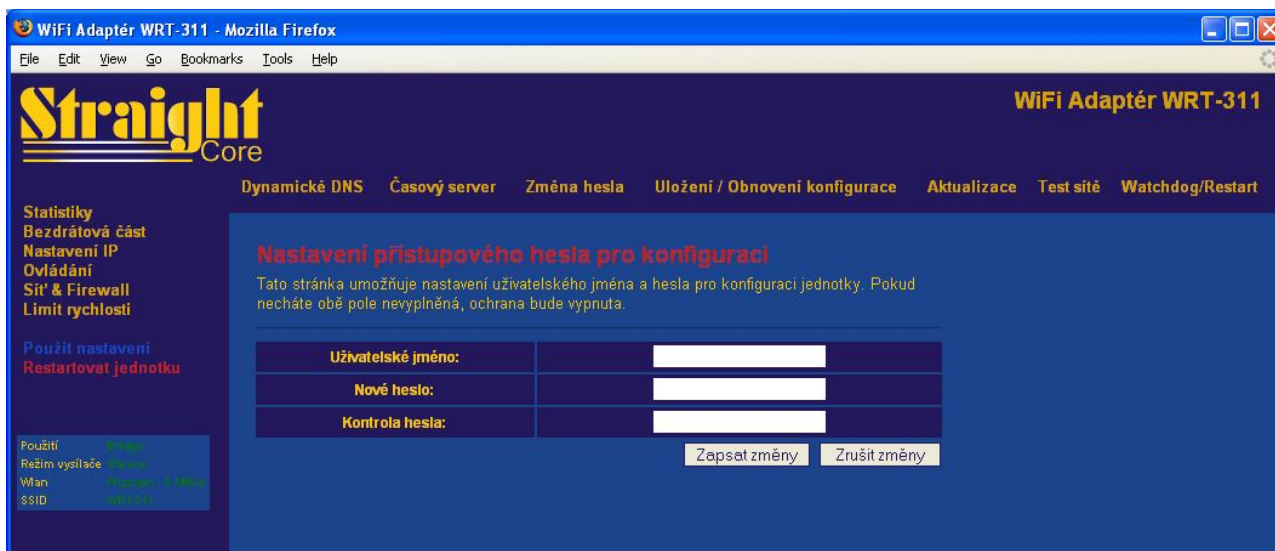 WiFi Adaptér WRT-311 - Mozilla Firefox
File Edit View Go Bookmarks Tools Help
Straight
Core
WiFi Adaptér WRT-311
Dynamické DNS Časový server Změna hesla Uložení / Obnovení konfigurace Aktualizace Test sítě Watchdog/Restart
Statistiky
Bezdrátová část
Nastavení IP
Ovládání
Síť & Firewall
Limit rychlosti
Použít nastavení
Restartovat jednotku
Použití Bridge
Režim vysílače
Wlan
SSID WRT-311
Nastavení přístupového hesla pro konfiguraci
Tato stránka umožňuje nastavení uživatelského jména a hesla pro konfiguraci jednotky. Pokud
necháte obě pole nevyplněná, ochrana bude vypnuta.
Uživatelské jméno:
Nové heslo:
Kontrola hesla:
Zapsat změny Zrušit změny